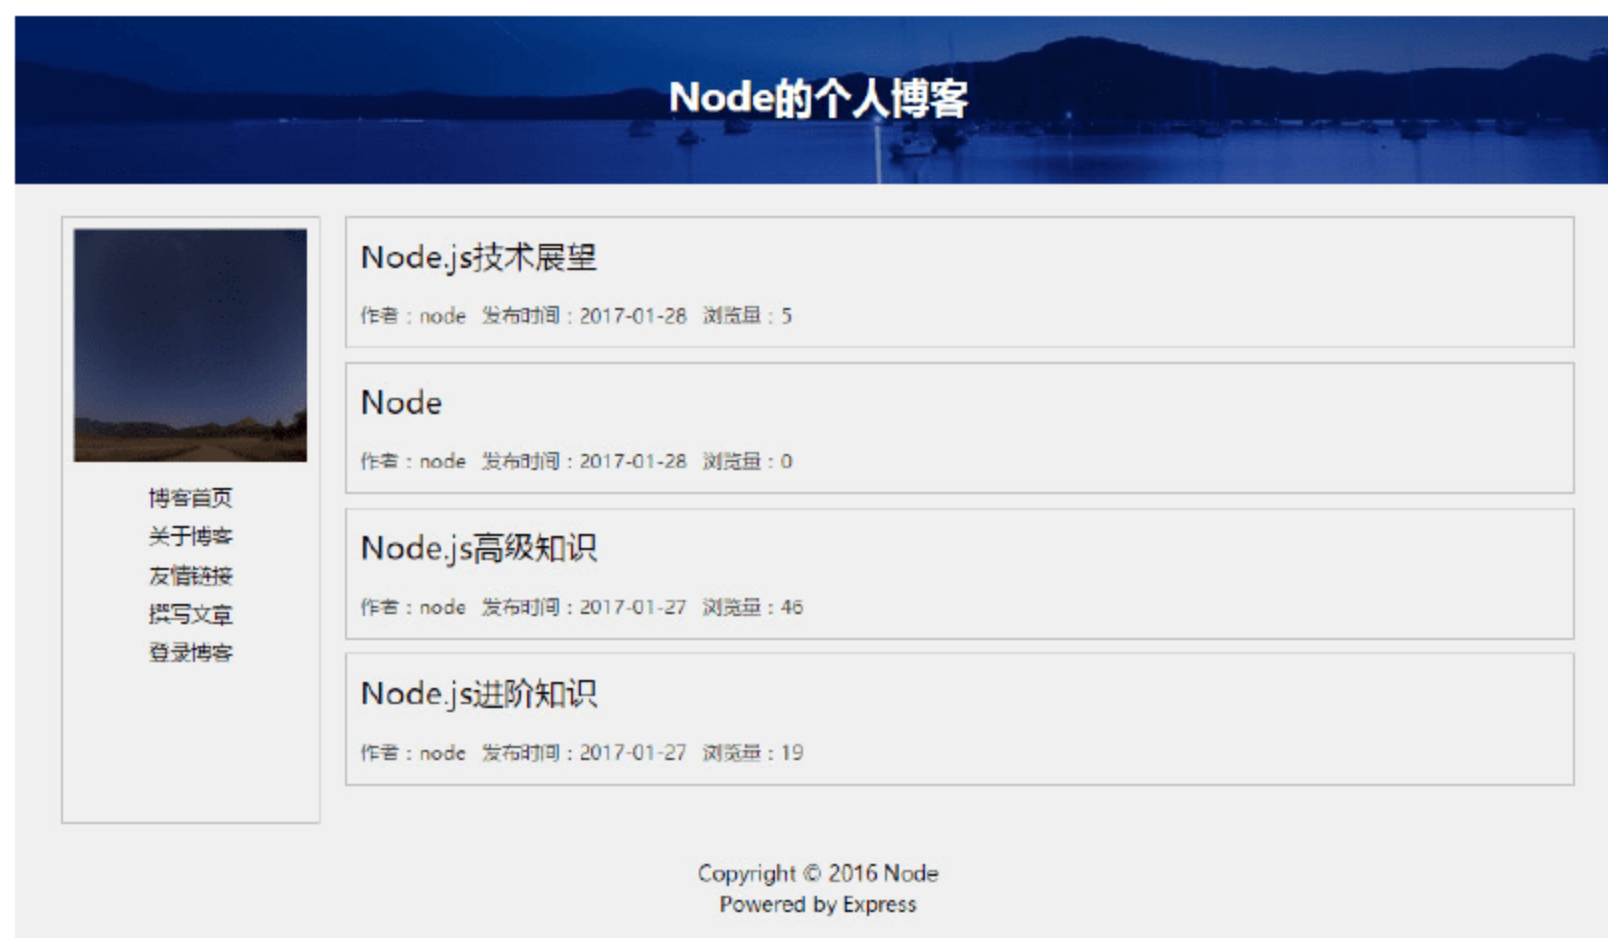 Node的个人博客
博客首页
关于博客
友情链接
撰写文章
登录博客
Node.js技术展望
作者：node 发布时间：2017-01-28 浏览量：5
Node
作者：node 发布时间：2017-01-28 浏览量：0
Node.js高级知识
作者：node 发布时间：2017-01-27 浏览量：46
Node.js进阶知识
作者：node 发布时间：2017-01-27 浏览量：19
Copyright © 2016 Node
Powered by Express